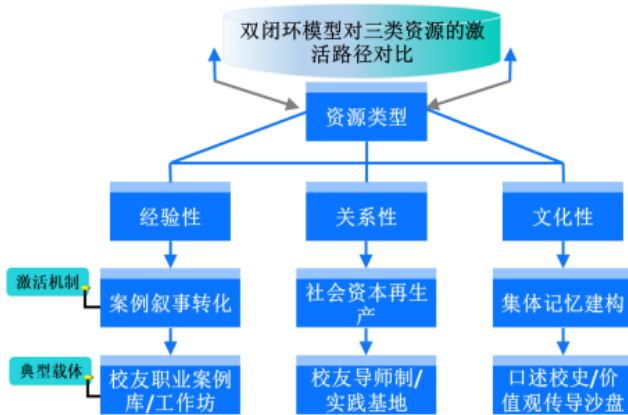 双闭环模型对三类资源的激
活路径对比
资源类型
经验性
关系性
文化性
激活机制
案例叙事转化
社会资本再生
产
集体记忆建构
典型载体
校友职业案例
库/工作坊
校友导师制/
实践基地
口述校史/价
值观传导沙盘